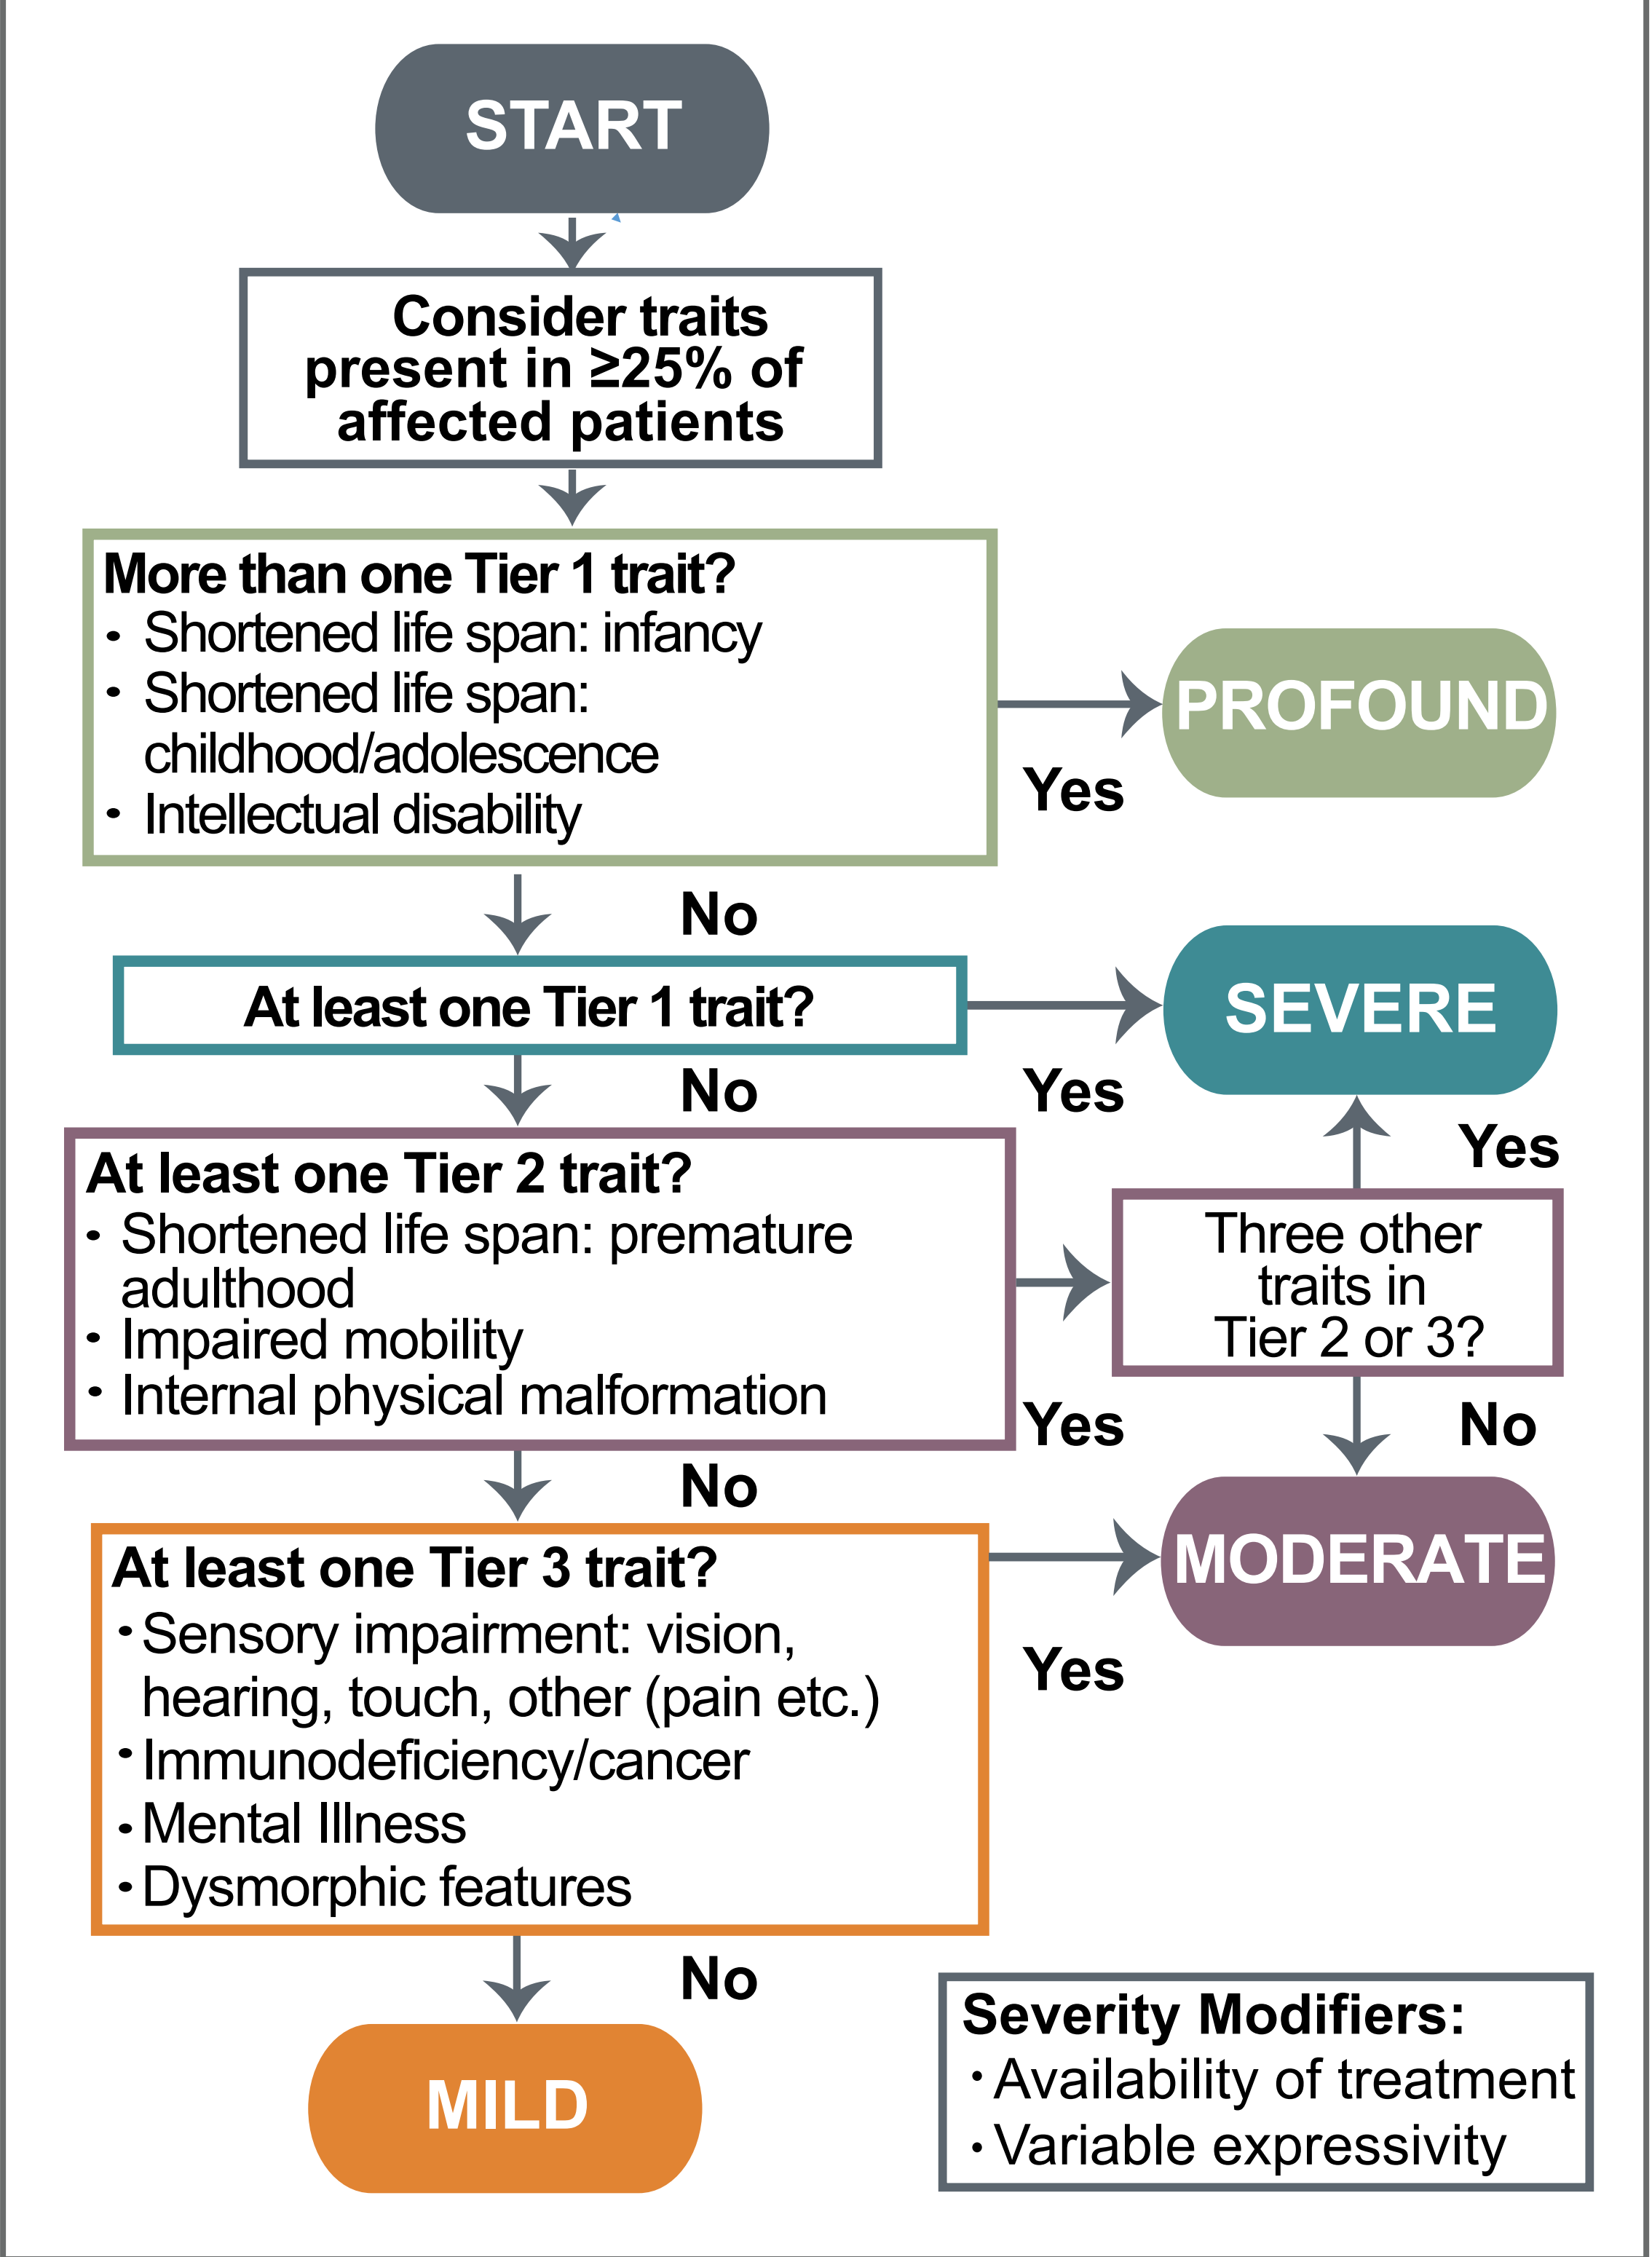 START
Consider traits
present in ≥25% of
affected patients
More than one Tier 1 trait?
• Shortened life span: infancy
• Shortened life span:
childhood/adolescence
• Intellectual disability
Yes
PROFOUND
No
At least one Tier 1 trait?
Yes
SEVERE
No
At least one Tier 2 trait?
• Shortened life span: premature
adulthood
• Impaired mobility
• Internal physical malformation
Yes
Three other
traits in
Tier 2 or 3?
Yes
No
MODERATE
No
At least one Tier 3 trait?
• Sensory impairment: vision,
hearing, touch, other (pain etc.)
• Immunodeficiency/cancer
• Mental Illness
• Dysmorphic features
Yes
No
MILD
Severity Modifiers:
• Availability of treatment
• Variable expressivity